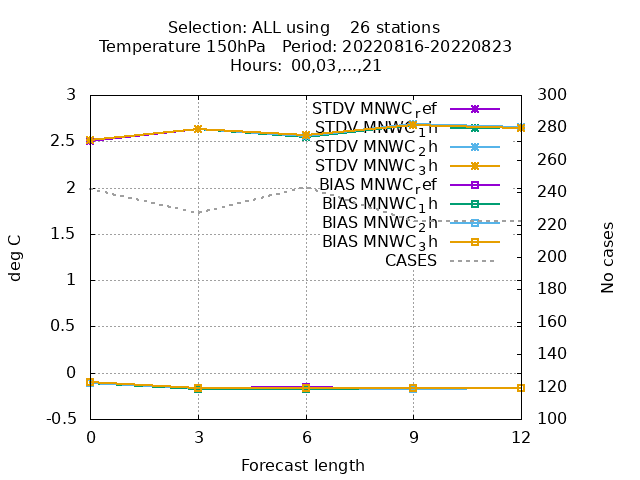 Selection: ALL using 26 stations
Temperature 150hPa Period: 20220816-20220823
Hours: 00,03,...,21
3
2.5
2
1.5
1
0.5
0
-0.5
deg C
300
280
260
240
220
200
180
160
140
120
100
No cases
STDV MNWC_ref
STDV MNWC_1h
STDV MNWC_2h
STDV MNWC_3h
BIAS MNWC_ref
BIAS MNWC_1h
BIAS MNWC_2h
BIAS MNWC_3h
CASES
0 3 6 9 12
Forecast length